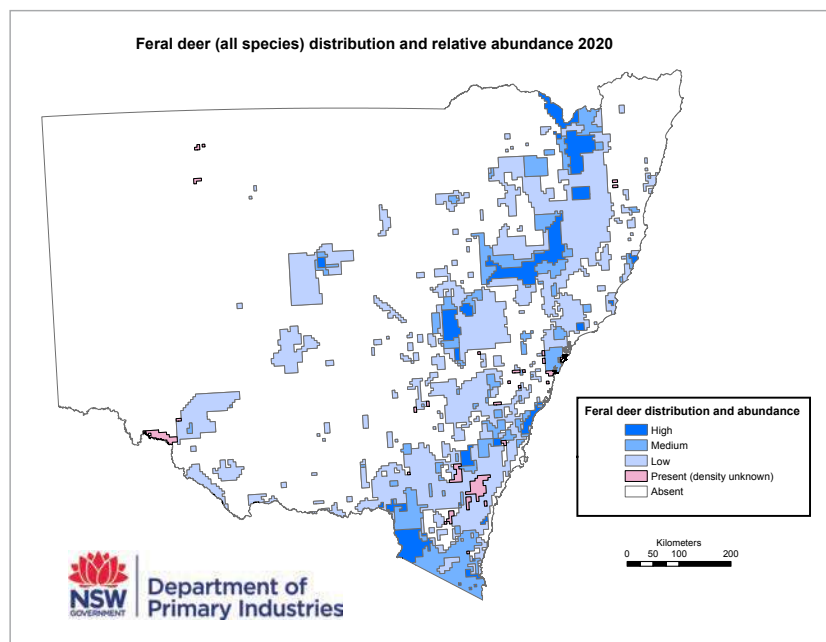 Feral deer (all species) distribution and relative abundance 2020
Feral deer distribution and abundance
High
Medium
Low
Present (density unknown)
Absent
Kilometers
0 50 100 200
NSW
GOVERNMENT
Department of
Primary Industries